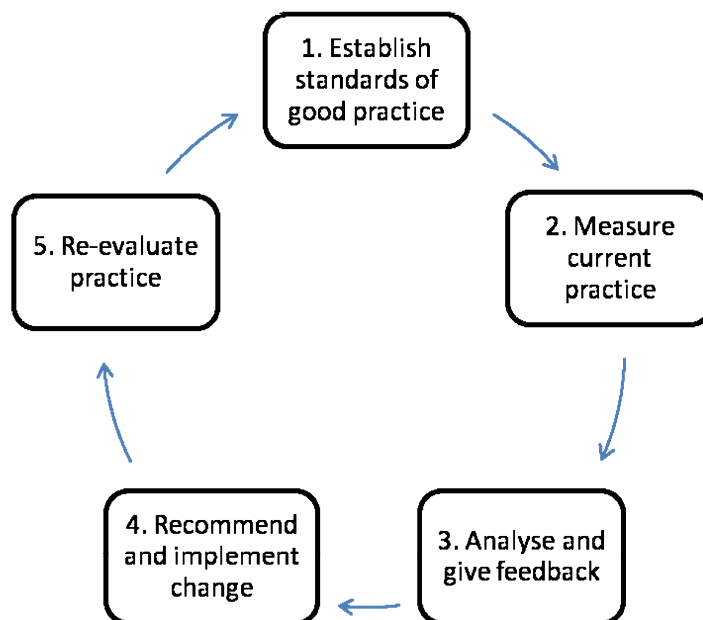 1. Establish
standards of
good practice
2. Measure
current
practice
3. Analyse and
give feedback
4. Recommend
and implement
change
5. Re-evaluate
practice